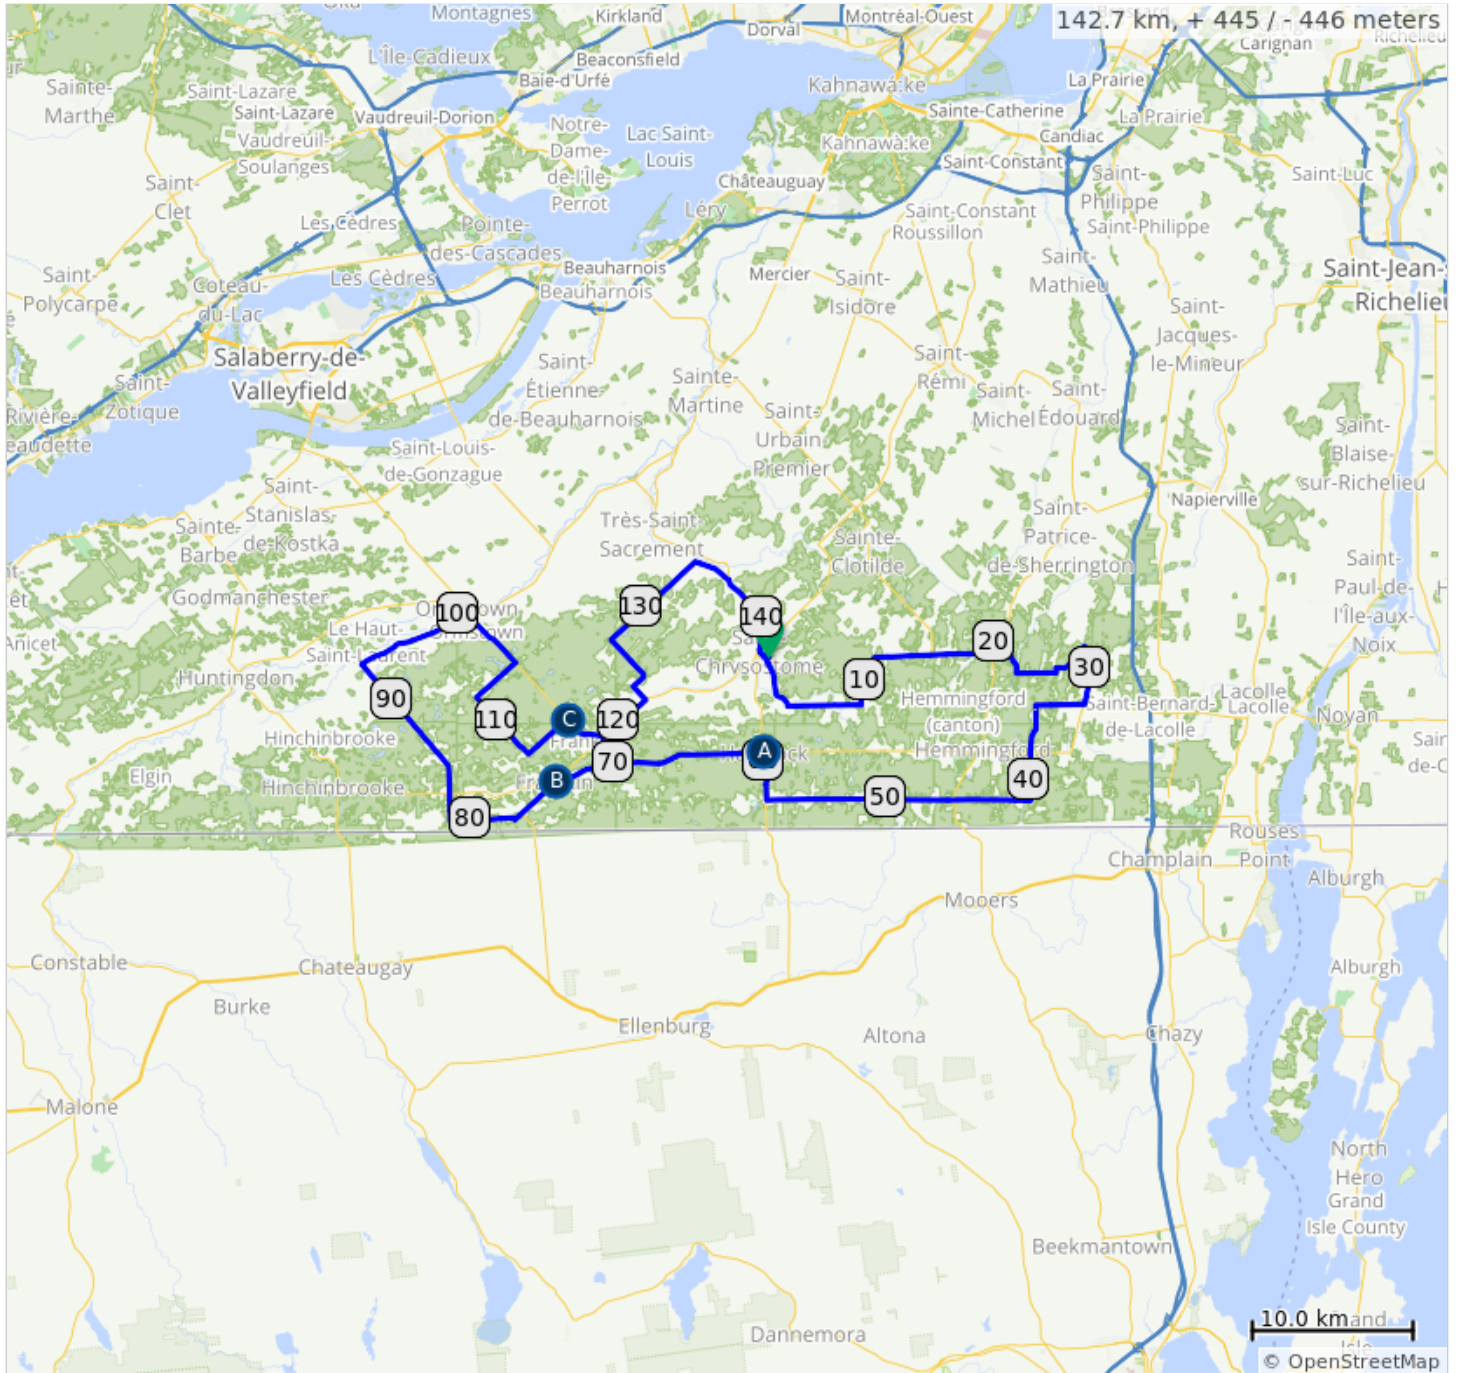 Oka
Montagnes
Kirkland
Montréal-Ouest
Brossard
142.7 km, + 445 / - 446 meters
Dorval
L'Île-Cadieux
Beaconsfield
Carignan
Richelieu
Baie-d'Urfé
Sainte-
Marthe
Saint-Lazare
Saint-Lazare
Vaudreuil-Dorion
Kahnawá:ke
La Prairie
Sainte-Catherine
La Prairie
Notre-
Dame-
de-l'Île-
Perrot
Lac Saint-
Louis
Vaudreuil-
Soulanges
Kahnawá:ke
Candiac
Saint-Constant
Saint-Luc
Saint-
Clet
Châteauguay
Saint-
Philippe
Saint-Philippe
Les Cèdres
Pointe-
des-Cascades
Léry
Saint-Constant
Roussillon
Saint-
Polycarpe
Coteau-
du-Lac
Les Cèdres
Beauharnois
Beauharnois
Mercier
Saint-
Isidore
Saint-
Mathieu
Saint-Jean-s
Richelieu
Saint-
Jacques-
le-Mineur
Salaberry-de-
Valleyfield
Saint-
Zotique
Rivière-
eaudette
Saint-
Étienne-
de-Beauharnois
Sainte-
Martine
Saint-
Rémi
Saint-
Michel
Saint-
Édouard
Saint-
Urbain
Premier
Saint-Louis-
de-Gonzague
Saint-
Blaise-
sur-Richelieu
Saint-
Stanislas-
de-Kostka
Sainte-
Barbe
Napierville
Très-Saint-
Sacrement
Sainte-
Clotilde
Saint-
Patrice-
de-Sherrington
Saint-
Paul-de-
l'Île-aux-
Noix
Godmanchester
Anicet
100
130
140
Ormstown
Le Haut-
Saint-Laurent
Chrysostome
10
20
30
Huntingdon
90
Hemmingford
(canton)
Hemmingford
Saint-Bernard-
de-Lacolle
Lacolle
Lacolle
Noyan
110
C
120
Hinchinbrooke
A
70
B
Elgin
Hinchinbrooke
40
50
80
Rouses
Point
Champlain
Alburgh
Mooers
Constable
Chateaugay
Alburgh
Burke
Ellenburg
Altona
Chazy
Malone
North
Hero
Grand
Isle County
Beekmantown
10.0 km
Dannemora
© OpenStreetMap